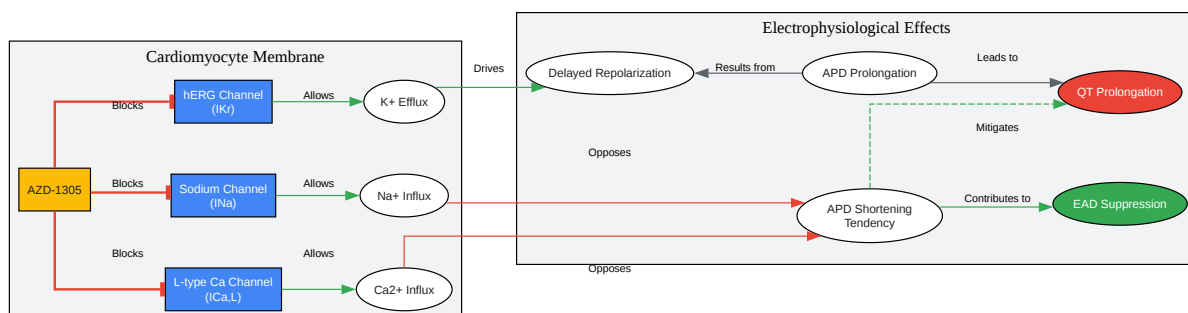 Electrophysiological Effects
Cardiomyocyte Membrane
Drives
Delayed Repolarization
Results from
APD Prolongation
Leads to
QT Prolongation
hERG Channel
(IKr)
Blocks
Allows
K+ Efflux
Mitigates
Opposes
AZD-1305
Blocks
Sodium Channel
(INa)
Allows
Na+ Influx
APD Shortening
Tendency
Contributes to
EAD Suppression
Blocks
Allows
Opposes
L-type Ca Channel
(ICa,L)
Ca2+ Influx